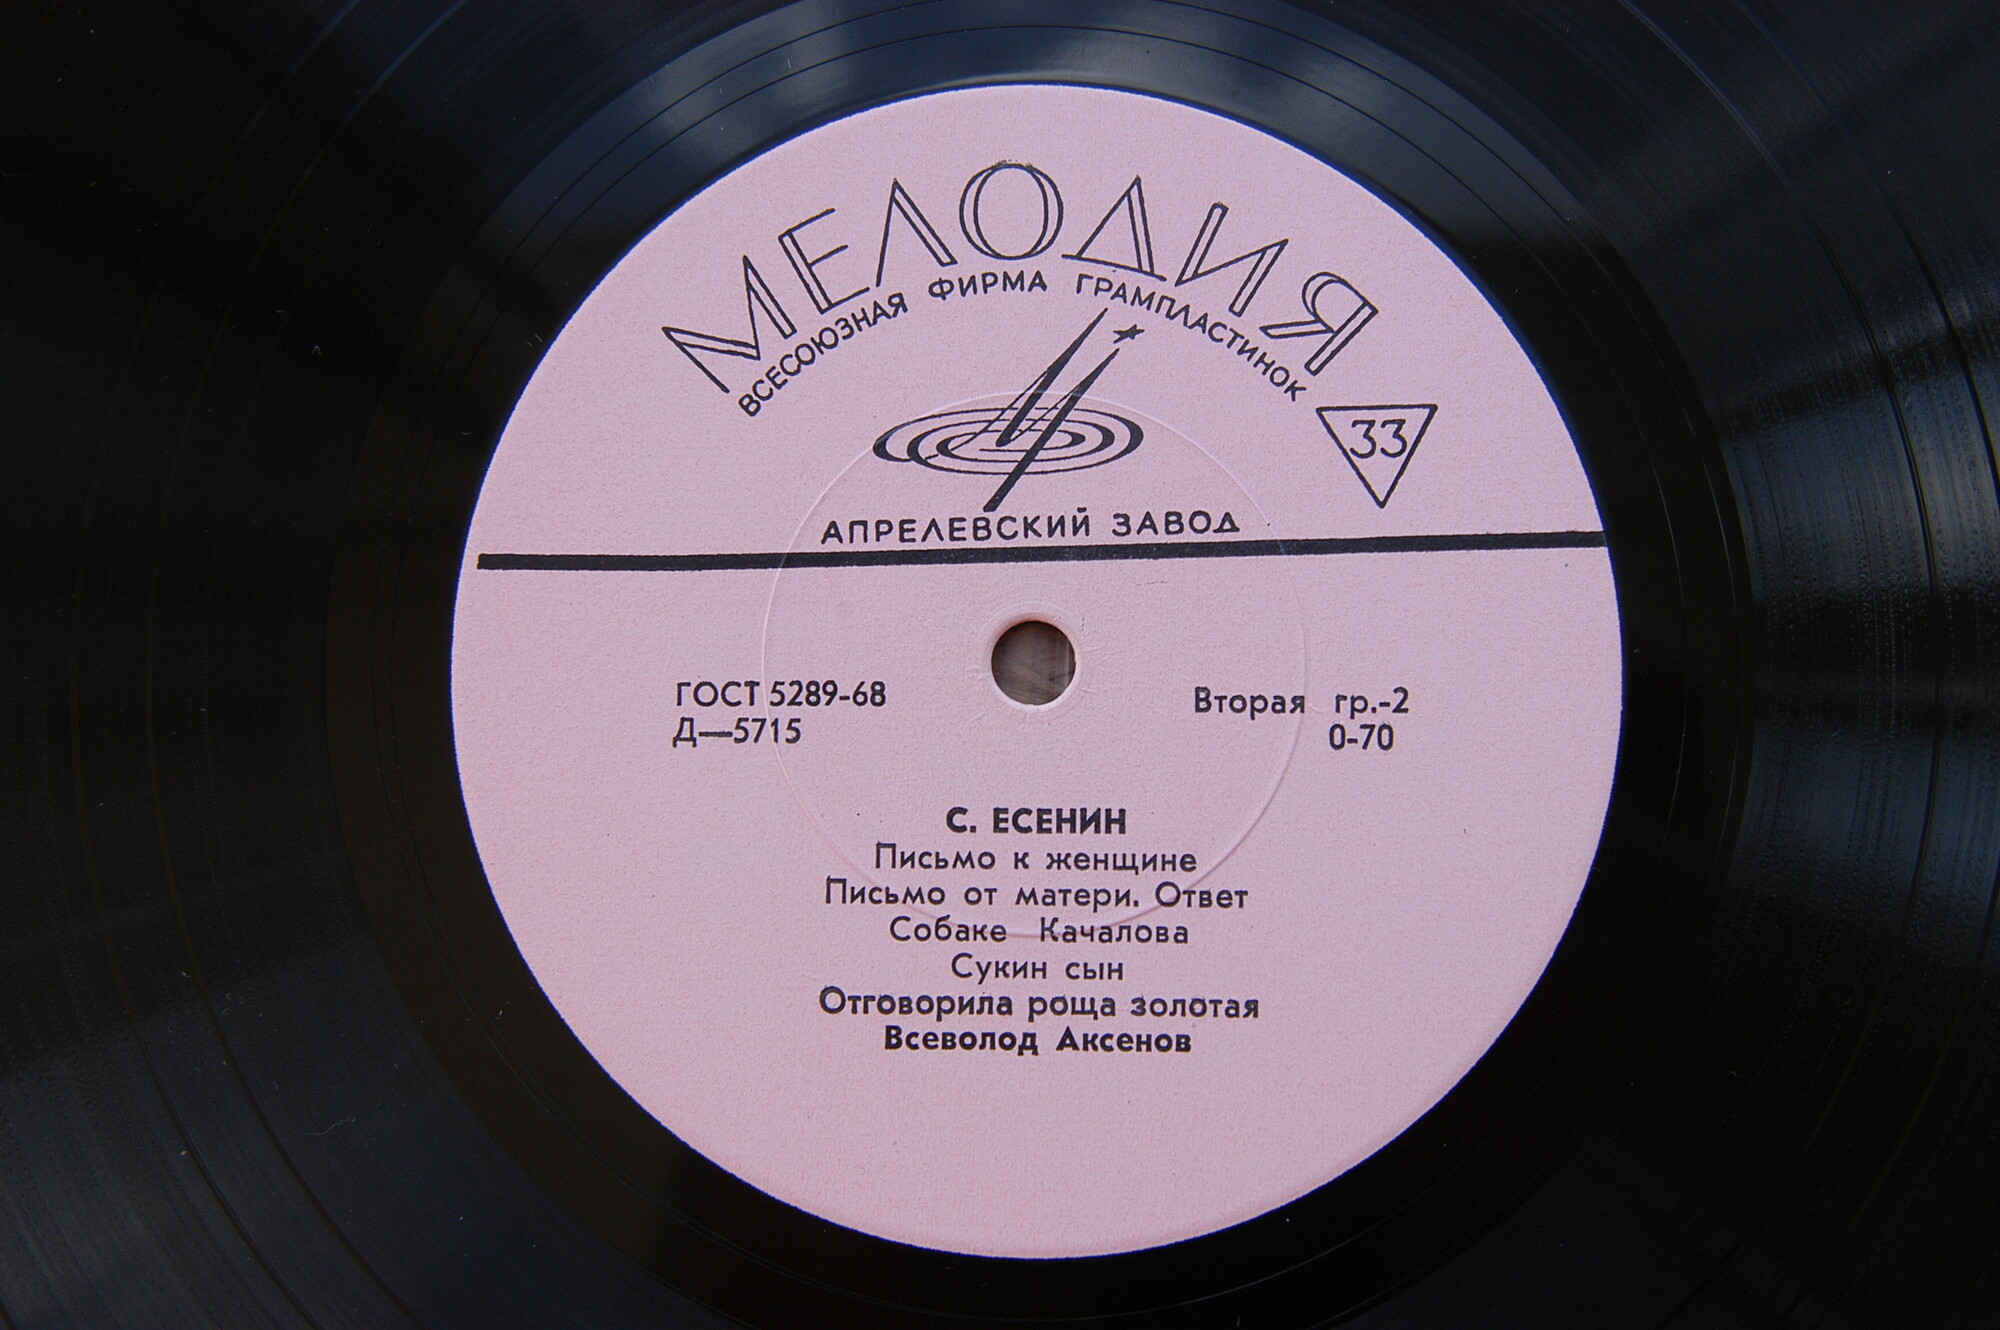 МЕЛОДИЯ
ВСЕСОЮЗНАЯ ФИРМА ГРАМПЛАСТИНОК
33
АПРЕЛЕВСКИЙ ЗАВОД
ГОСТ 5289-68
Д—5715
Вторая гр.-2
0-70
С. ЕСЕНИН
Письмо к женщине
Письмо от матери. Ответ
Собаке Качалова
Сукин сын
Отговорила роща золотая
Всеволод Аксенов